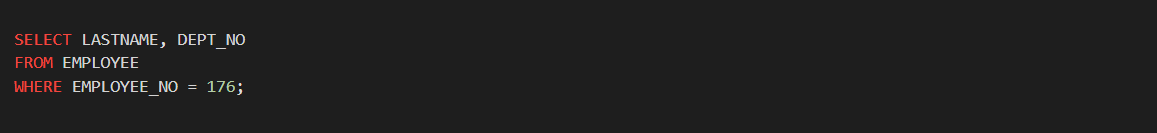 SELECT LASTNAME, DEPT_NO
FROM EMPLOYEE
WHERE EMPLOYEE_NO = 176;